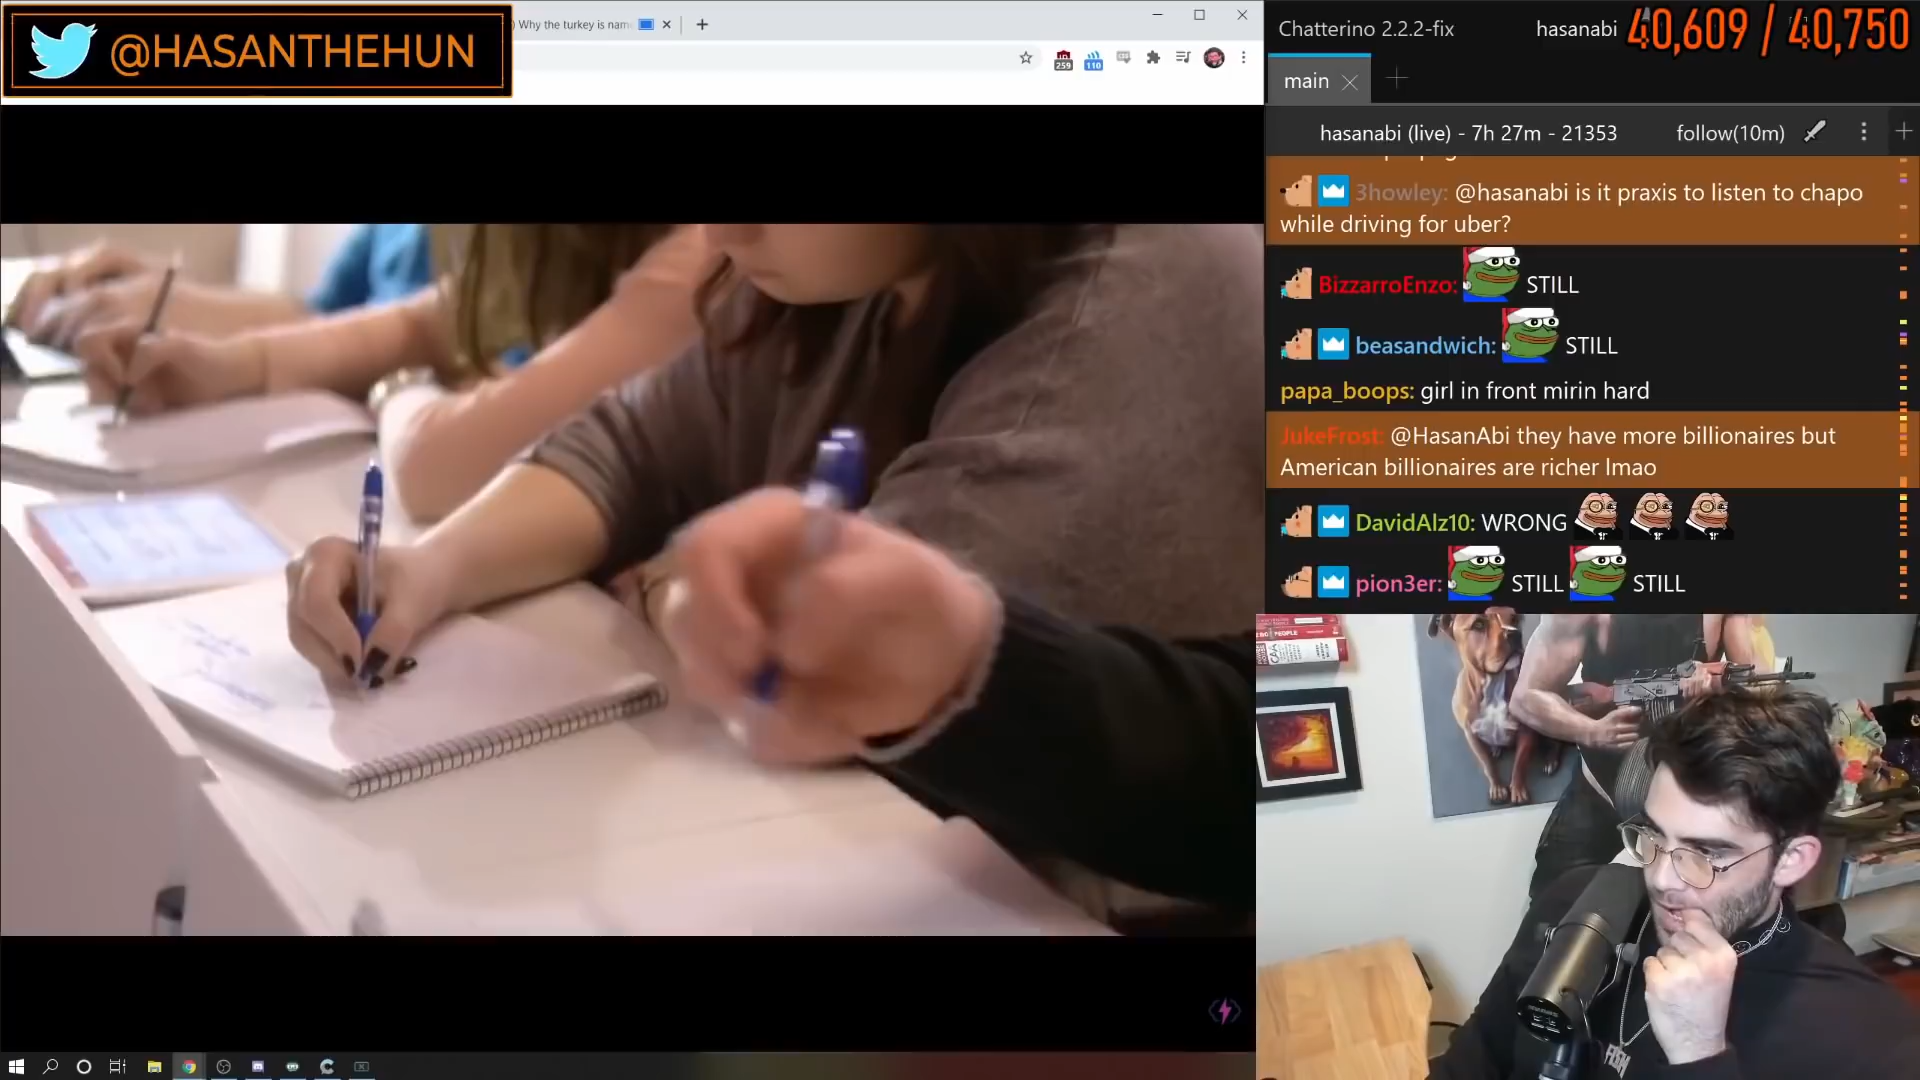 @HASANTHEHUN
Why the turkey is nam
259
110
Chatterino 2.2.2-fix
hasanabi
40,609 / 40,750
main
hasanabi (live) - 7h 27m - 21353
follow(10m)
3howley: @hasanabi is it praxis to listen to chapo
while driving for uber?
BizzarroEnzo: STILL
beasandwich: STILL
papa_boops: girl in front mirin hard
JukeFrost: @HasanAbi they have more billionaires but
American billionaires are richer lmao
DavidAlz10: WRONG
pion3er: STILL STILL